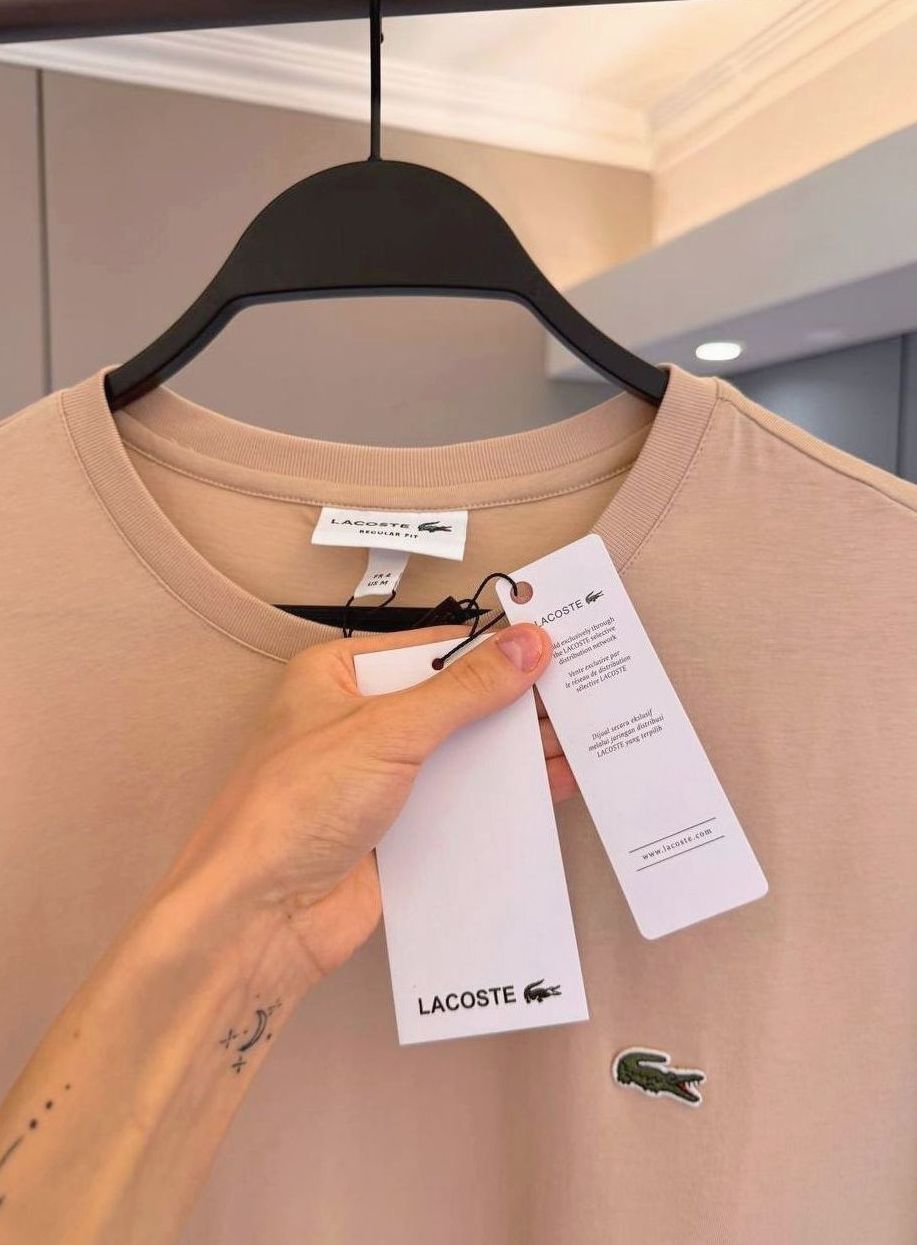 LACOSTE
REGULAR FIT
FR 4
US M
LACOSTE
exclusively through
the LACOSTE selective
distribution network
Vente exclusive par
le réseau de distribution
sélective LACOSTE
Dijual secara eksklusif
melalui jaringan distribusi
LACOSTE yang terpilih
www.lacoste.com
LACOSTE